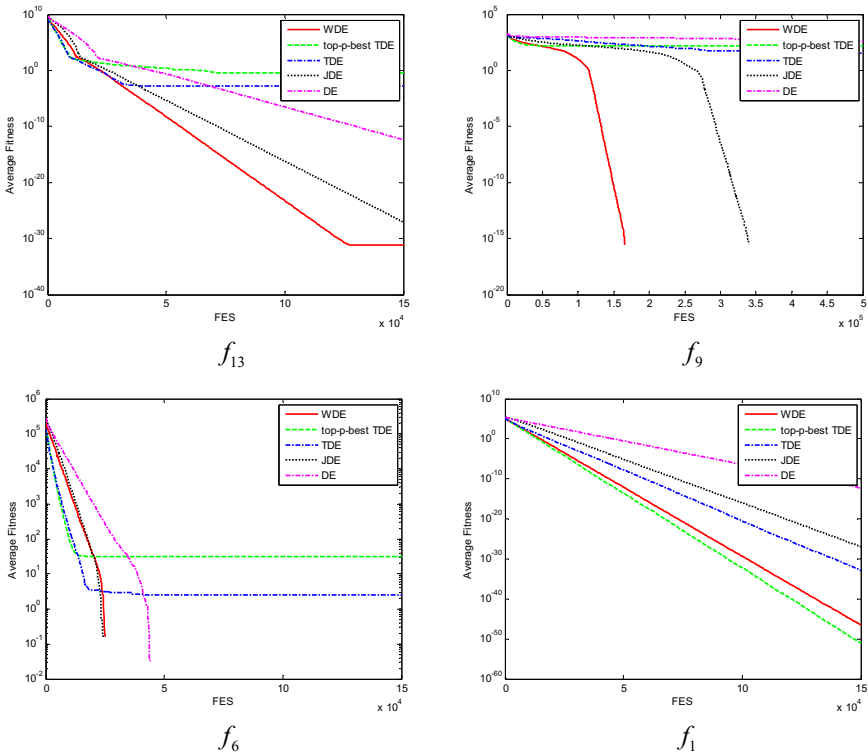 10^10
10^0
10^-10
10^-20
10^-30
10^-40
Average Fitness
0 5 10 15
FES
x 10^4
WDE
top-p-best TDE
TDE
JDE
DE
f_13
10^5
10^0
10^-5
10^-10
10^-15
10^-20
Average Fitness
0 0.5 1 1.5 2 2.5 3 3.5 4 4.5 5
FES
x 10^5
WDE
top-p-best TDE
TDE
JDE
DE
f_9
10^6
10^5
10^4
10^3
10^2
10^1
10^0
10^-1
10^-2
Average Fitness
0 5 10 15
FES
x 10^4
WDE
top-p-best TDE
TDE
JDE
DE
f_6
10^10
10^0
10^-10
10^-20
10^-30
10^-40
10^-50
10^-60
Average Fitness
0 5 10 15
FES
x 10^4
WDE
top-p-best TDE
TDE
JDE
DE
f_1